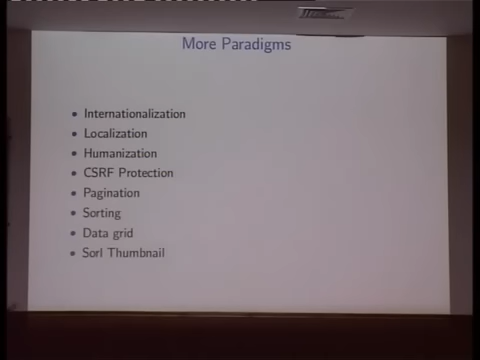 More Paradigms
• Internationalization
• Localization
• Humanization
• CSRF Protection
• Pagination
• Sorting
• Data grid
• Sorl Thumbnail